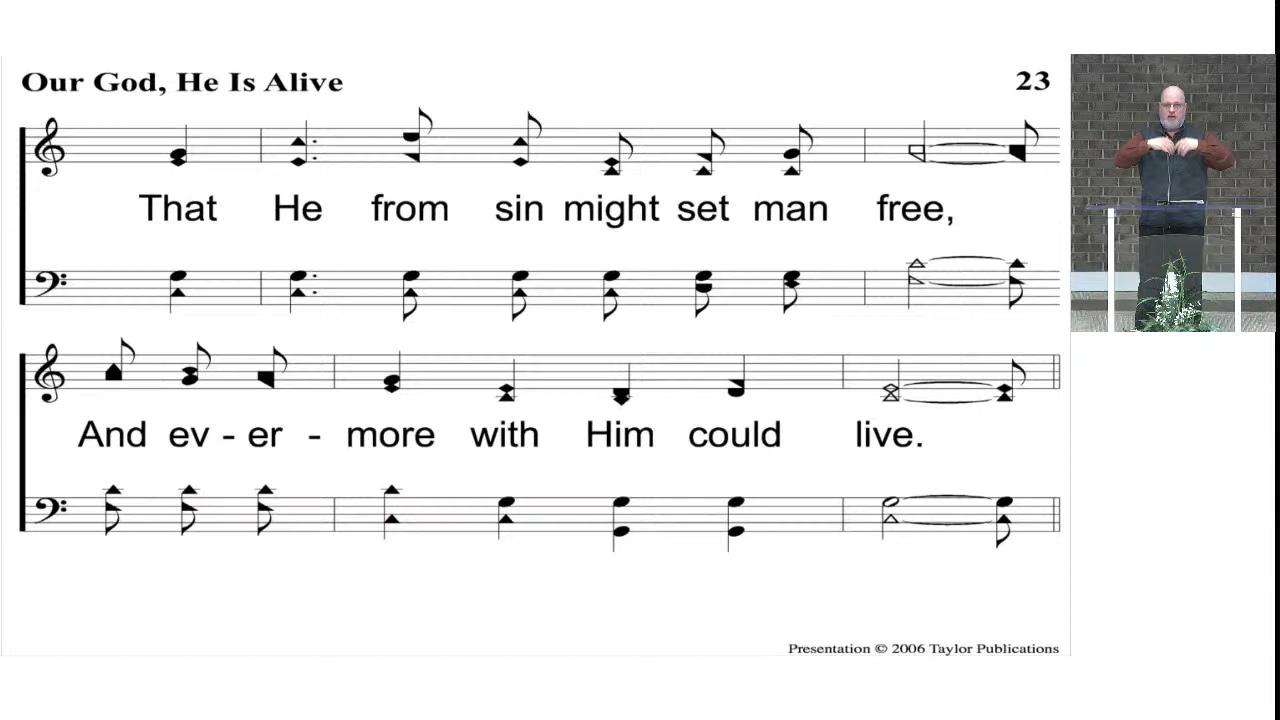 Our God, He Is Alive 23
That He from sin might set man free,
And ev - er - more with Him could live.
Presentation © 2006 Taylor Publications